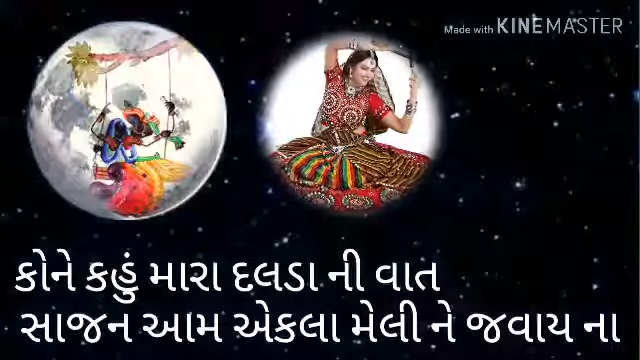 Made with KINEMASTER
કોને કહું મારા દલડા ની વાત
સાજન આમ એકલા મેલી ને જવાય ના